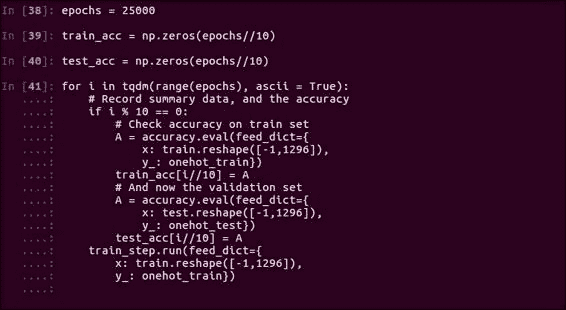 In [38]: epochs = 25000
In [39]: train_acc = np.zeros(epochs//10)
In [40]: test_acc = np.zeros(epochs//10)
In [41]: for i in tqdm(range(epochs), ascii = True):
....: # Record summary data, and the accuracy
....: if i % 10 == 0:
....: # Check accuracy on train set
....: A = accuracy.eval(feed_dict={
....: x: train.reshape([-1,1296]),
....: y_: onehot_train})
....: train_acc[i//10] = A
....: # And now the validation set
....: A = accuracy.eval(feed_dict={
....: x: test.reshape([-1,1296]),
....: y_: onehot_test})
....: test_acc[i//10] = A
....: train_step.run(feed_dict={
....: x: train.reshape([-1,1296]),
....: y_: onehot_train})
....: